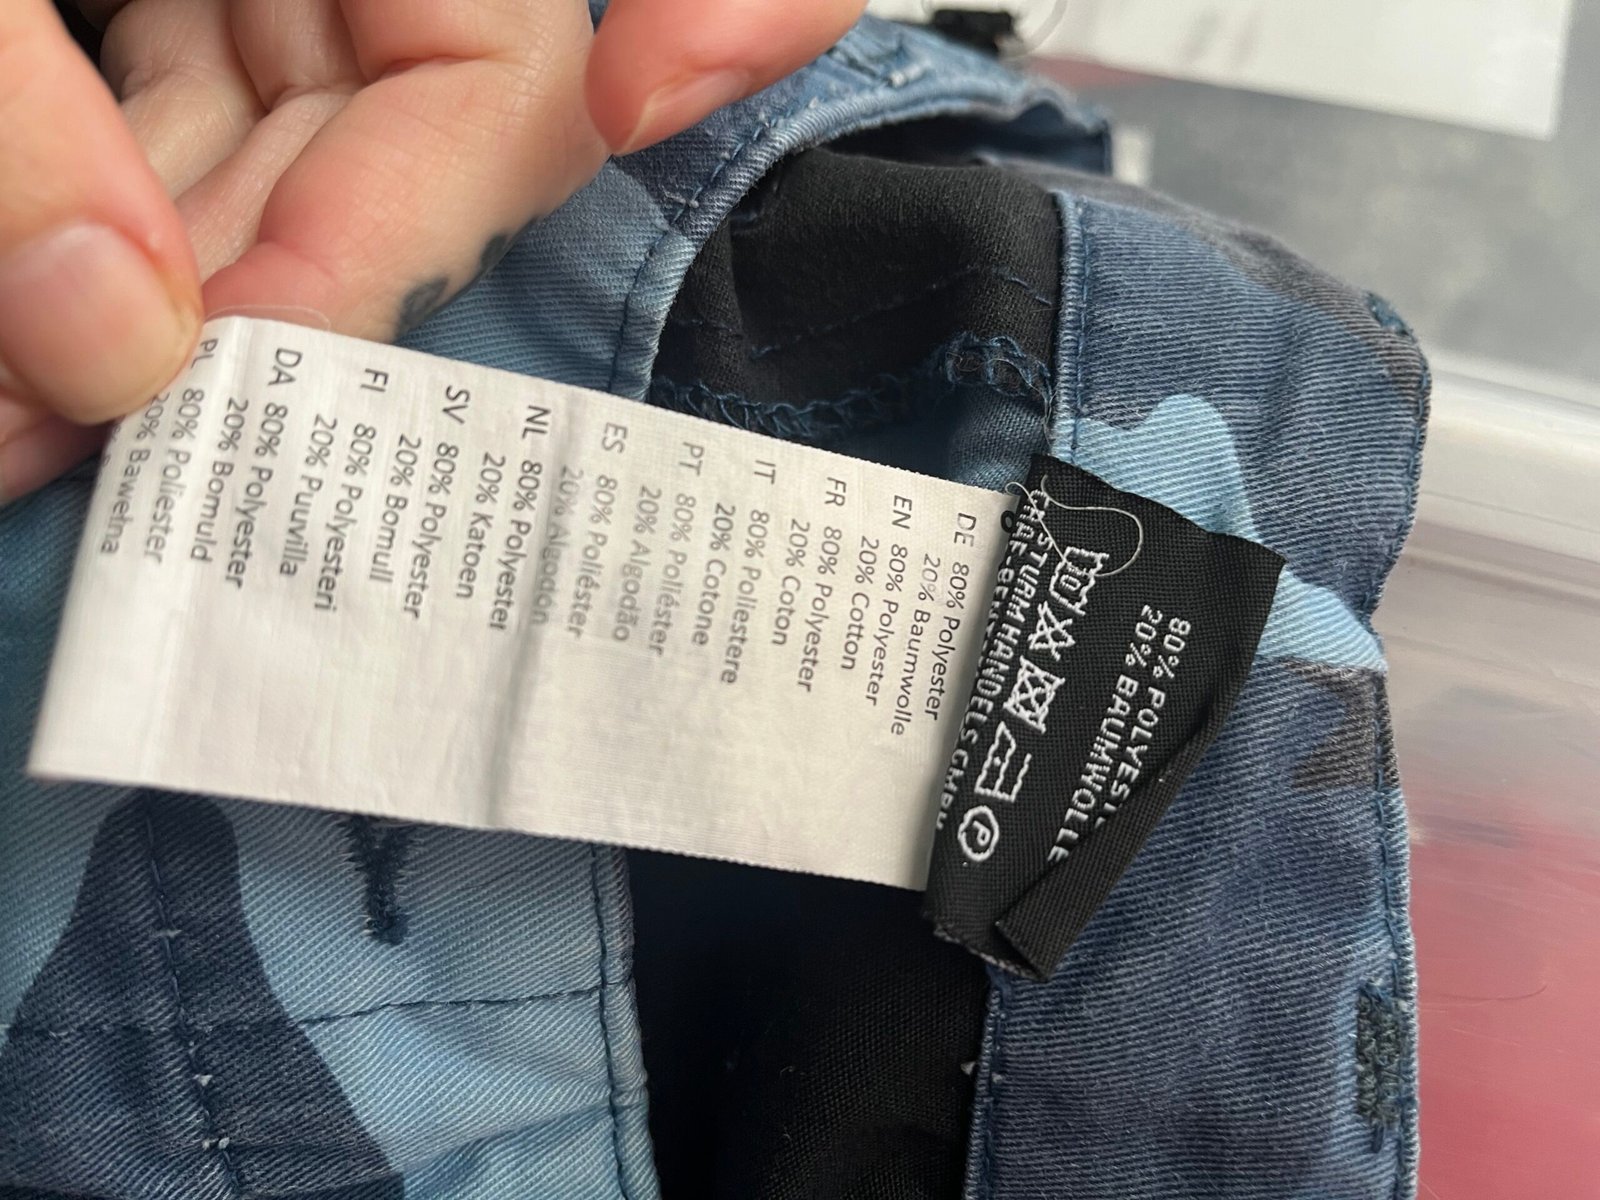 80% POLYEST
20% BAUMWOLLE
P
GMBH
DE 80% Polyester
20% Baumwolle
EN 80% Polyester
20% Cotton
FR 80% Polyester
20% Coton
IT 80% Poliestere
20% Cotone
PT 80% Poliéster
20% Algodão
ES 80% Poliéster
20% Algodón
NL 80% Polyester
20% Katoen
SV 80% Polyester
20% Bomull
FI 80% Polyesteri
20% Puuvilla
DA 80% Polyester
20% Bomuld
PL 80% Poliester
20% Bawełna